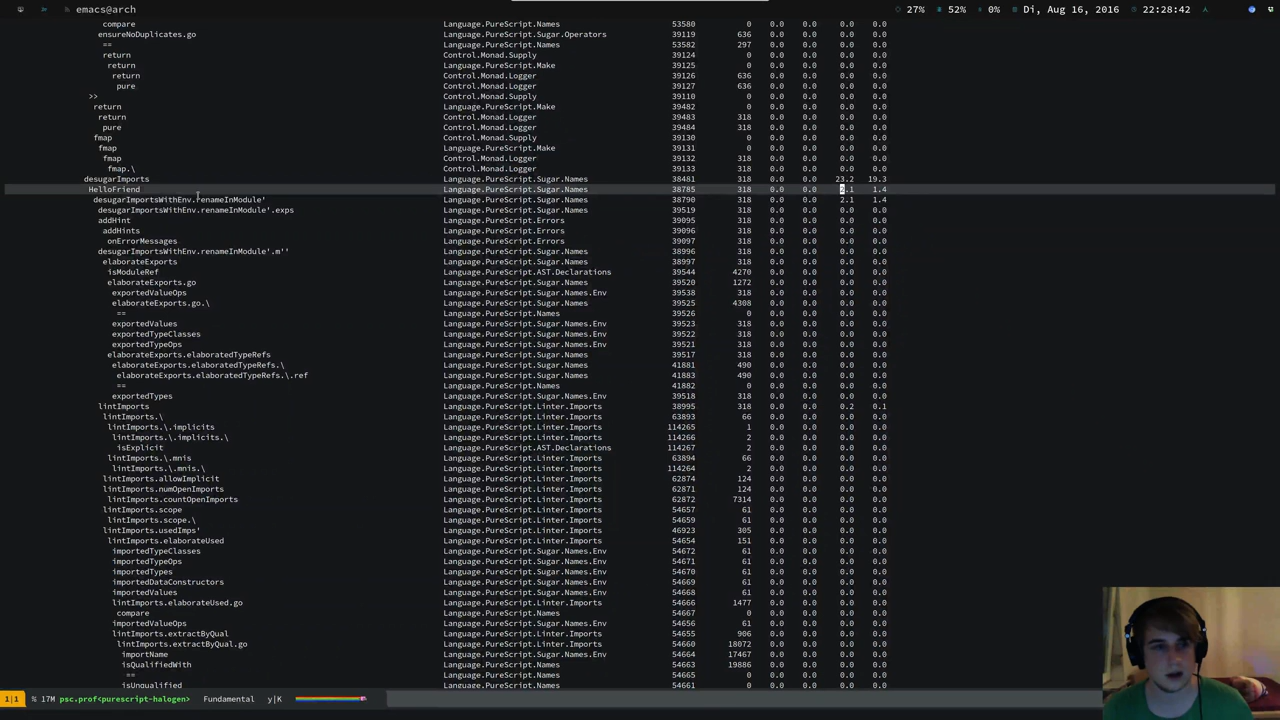 emacs@arch 27% 52% 0% Di, Aug 16, 2016 22:28:42
compare Language.PureScript.Names 53580 0 0.0 0.0 0.0 0.0
ensureNoDuplicates.go Language.PureScript.Sugar.Operators 39119 636 0.0 0.0 0.0 0.0
== Language.PureScript.Names 53582 297 0.0 0.0 0.0 0.0
return Control.Monad.Supply 39124 0 0.0 0.0 0.0 0.0
return Language.PureScript.Make 39125 0 0.0 0.0 0.0 0.0
return Control.Monad.Logger 39126 636 0.0 0.0 0.0 0.0
pure Control.Monad.Logger 39127 636 0.0 0.0 0.0 0.0
>> Control.Monad.Supply 39110 0 0.0 0.0 0.0 0.0
return Language.PureScript.Make 39482 0 0.0 0.0 0.0 0.0
return Control.Monad.Logger 39484 318 0.0 0.0 0.0 0.0
pure Control.Monad.Logger 39483 318 0.0 0.0 0.0 0.0
fmap Control.Monad.Supply 39130 0 0.0 0.0 0.0 0.0
fmap Language.PureScript.Make 39131 0 0.0 0.0 0.0 0.0
fmap Control.Monad.Logger 39132 318 0.0 0.0 0.0 0.0
fmap.\ Control.Monad.Logger 39133 318 0.0 0.0 0.0 0.0
desugarImports Language.PureScript.Sugar.Names 38481 318 0.0 0.0 23.2 19.3
HelloFriend Language.PureScript.Sugar.Names 38785 318 0.0 0.0 2.1 1.4
desugarImportsWithEnv.renameInModule' Language.PureScript.Sugar.Names 38790 318 0.0 0.0 2.1 1.4
desugarImportsWithEnv.renameInModule'.exps Language.PureScript.Sugar.Names 39519 318 0.0 0.0 0.0 0.0
addHint Language.PureScript.Errors 39095 318 0.0 0.0 0.0 0.0
addHints Language.PureScript.Errors 39096 318 0.0 0.0 0.0 0.0
onErrorMessages Language.PureScript.Errors 39097 318 0.0 0.0 0.0 0.0
desugarImportsWithEnv.renameInModule'.m'' Language.PureScript.Sugar.Names 38996 318 0.0 0.0 0.0 0.0
elaborateExports Language.PureScript.Sugar.Names 38997 318 0.0 0.0 0.0 0.0
isModuleRef Language.PureScript.AST.Declarations 39544 4270 0.0 0.0 0.0 0.0
elaborateExports.go Language.PureScript.Sugar.Names 39520 1272 0.0 0.0 0.0 0.0
exportedValueOps Language.PureScript.Sugar.Names.Env 39538 318 0.0 0.0 0.0 0.0
elaborateExports.go.\ Language.PureScript.Sugar.Names 39525 4308 0.0 0.0 0.0 0.0
== Language.PureScript.Names 39526 0 0.0 0.0 0.0 0.0
exportedValues Language.PureScript.Sugar.Names.Env 39523 318 0.0 0.0 0.0 0.0
exportedTypeClasses Language.PureScript.Sugar.Names.Env 39522 318 0.0 0.0 0.0 0.0
exportedTypeOps Language.PureScript.Sugar.Names.Env 39521 318 0.0 0.0 0.0 0.0
elaborateExports.elaboratedTypeRefs Language.PureScript.Sugar.Names 39517 318 0.0 0.0 0.0 0.0
elaborateExports.elaboratedTypeRefs.\ Language.PureScript.Sugar.Names 41881 490 0.0 0.0 0.0 0.0
elaborateExports.elaboratedTypeRefs.\.ref Language.PureScript.Sugar.Names 41883 490 0.0 0.0 0.0 0.0
== Language.PureScript.Names 41882 0 0.0 0.0 0.0 0.0
exportedTypes Language.PureScript.Sugar.Names.Env 39518 318 0.0 0.0 0.0 0.0
lintImports Language.PureScript.Linter.Imports 38995 318 0.0 0.0 0.2 0.1
lintImports.\ Language.PureScript.Linter.Imports 63893 66 0.0 0.0 0.0 0.0
lintImports.\.implicits Language.PureScript.Linter.Imports 114265 1 0.0 0.0 0.0 0.0
lintImports.\.implicits.\ Language.PureScript.Linter.Imports 114266 2 0.0 0.0 0.0 0.0
isExplicit Language.PureScript.AST.Declarations 114267 2 0.0 0.0 0.0 0.0
lintImports.\.mnis Language.PureScript.Linter.Imports 63894 66 0.0 0.0 0.0 0.0
lintImports.\.mnis.\ Language.PureScript.Linter.Imports 114264 2 0.0 0.0 0.0 0.0
lintImports.allowImplicit Language.PureScript.Linter.Imports 62874 124 0.0 0.0 0.0 0.0
lintImports.numOpenImports Language.PureScript.Linter.Imports 62871 124 0.0 0.0 0.0 0.0
lintImports.countOpenImports Language.PureScript.Linter.Imports 62872 7314 0.0 0.0 0.0 0.0
lintImports.scope Language.PureScript.Linter.Imports 54657 61 0.0 0.0 0.0 0.0
lintImports.scope.\ Language.PureScript.Linter.Imports 54659 61 0.0 0.0 0.0 0.0
lintImports.usedImps' Language.PureScript.Linter.Imports 46923 305 0.0 0.0 0.0 0.0
lintImports.elaborateUsed Language.PureScript.Linter.Imports 54654 151 0.0 0.0 0.0 0.0
importedTypeClasses Language.PureScript.Sugar.Names.Env 54672 61 0.0 0.0 0.0 0.0
importedTypeOps Language.PureScript.Sugar.Names.Env 54671 61 0.0 0.0 0.0 0.0
importedTypes Language.PureScript.Sugar.Names.Env 54670 61 0.0 0.0 0.0 0.0
importedDataConstructors Language.PureScript.Sugar.Names.Env 54669 61 0.0 0.0 0.0 0.0
importedValues Language.PureScript.Sugar.Names.Env 54668 61 0.0 0.0 0.0 0.0
lintImports.elaborateUsed.go Language.PureScript.Linter.Imports 54666 1477 0.0 0.0 0.0 0.0
compare Language.PureScript.Names 54667 0 0.0 0.0 0.0 0.0
importedValueOps Language.PureScript.Sugar.Names.Env 54656 61 0.0 0.0 0.0 0.0
lintImports.extractByQual Language.PureScript.Linter.Imports 54655 906 0.0 0.0 0.0 0.0
lintImports.extractByQual.go Language.PureScript.Linter.Imports 54660 18072 0.0 0.0 0.0 0.0
importName Language.PureScript.Sugar.Names.Env 54664 17467 0.0 0.0 0.0 0.0
isQualifiedWith Language.PureScript.Names 54663 19886 0.0 0.0 0.0 0.0
== Language.PureScript.Names 54665 0 0.0 0.0 0.0 0.0
isUnqualified Language.PureScript.Names 54661 0 0.0 0.0 0.0 0.0
1|1 % 17M psc.prof<purescript-halogen> Fundamental y|K